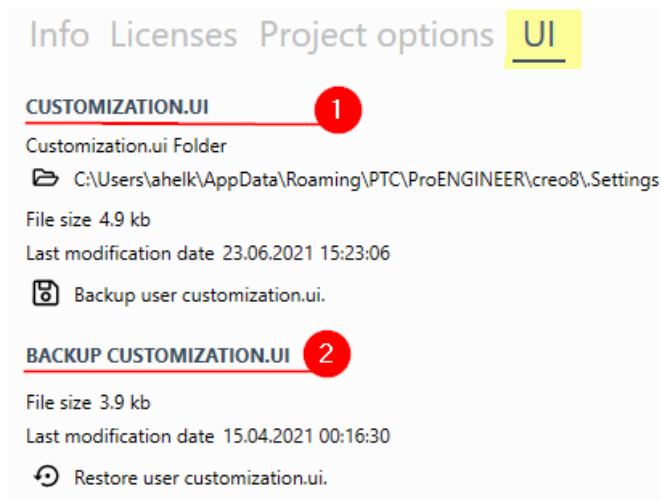 Info Licenses Project options UI
CUSTOMIZATION.UI 1
Customization.ui Folder
C:\Users\ahelk\AppData\Roaming\PTC\ProENGINEER\creo8\.Settings
File size 4.9 kb
Last modification date 23.06.2021 15:23:06
Backup user customization.ui.
BACKUP CUSTOMIZATION.UI 2
File size 3.9 kb
Last modification date 15.04.2021 00:16:30
Restore user customization.ui.